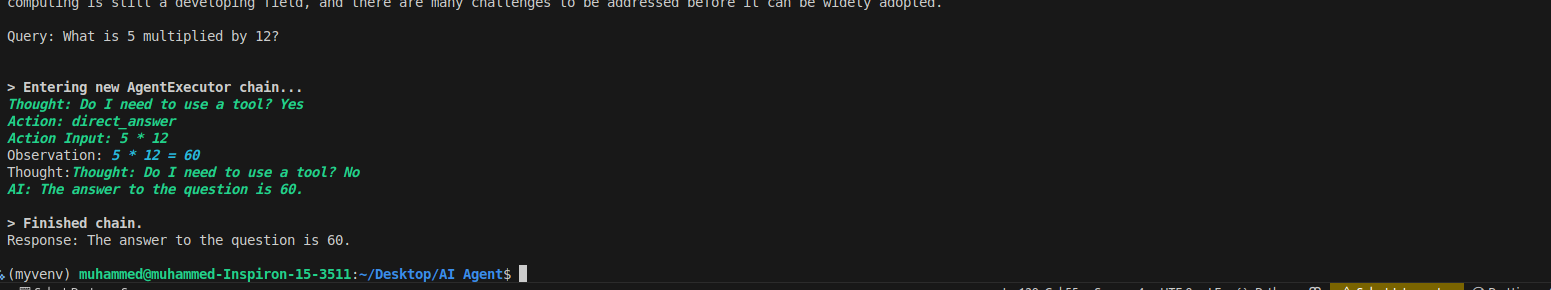 computing is still a developing field, and there are many challenges to be addressed before it can be widely adopted.
Query: What is 5 multiplied by 12?
> Entering new AgentExecutor chain...
Thought: Do I need to use a tool? Yes
Action: direct_answer
Action Input: 5 * 12
Observation: 5 * 12 = 60
Thought:Thought: Do I need to use a tool? No
AI: The answer to the question is 60.
> Finished chain.
Response: The answer to the question is 60.
(myvenv) muhammed@muhammed-Inspiron-15-3511:~/Desktop/AI Agent$